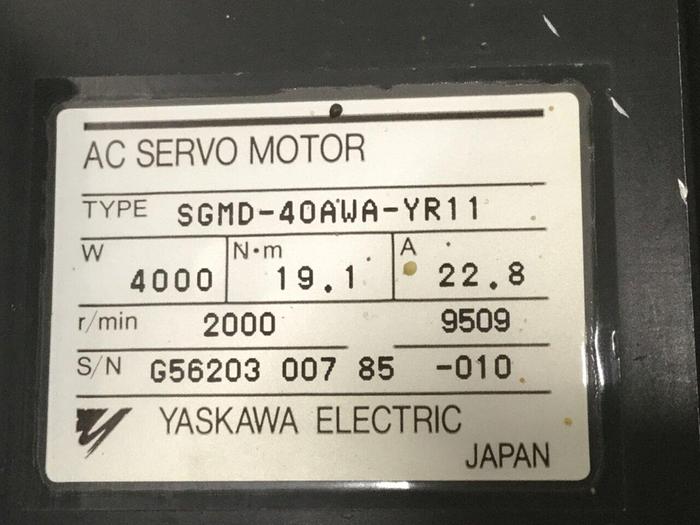 AC SERVO MOTOR
TYPE SGMD-40AWA-YR11
W 4000 N·m 19.1 A 22.8
r/min 2000 9509
S/N G56203 007 85 -010
YASKAWA ELECTRIC
JAPAN